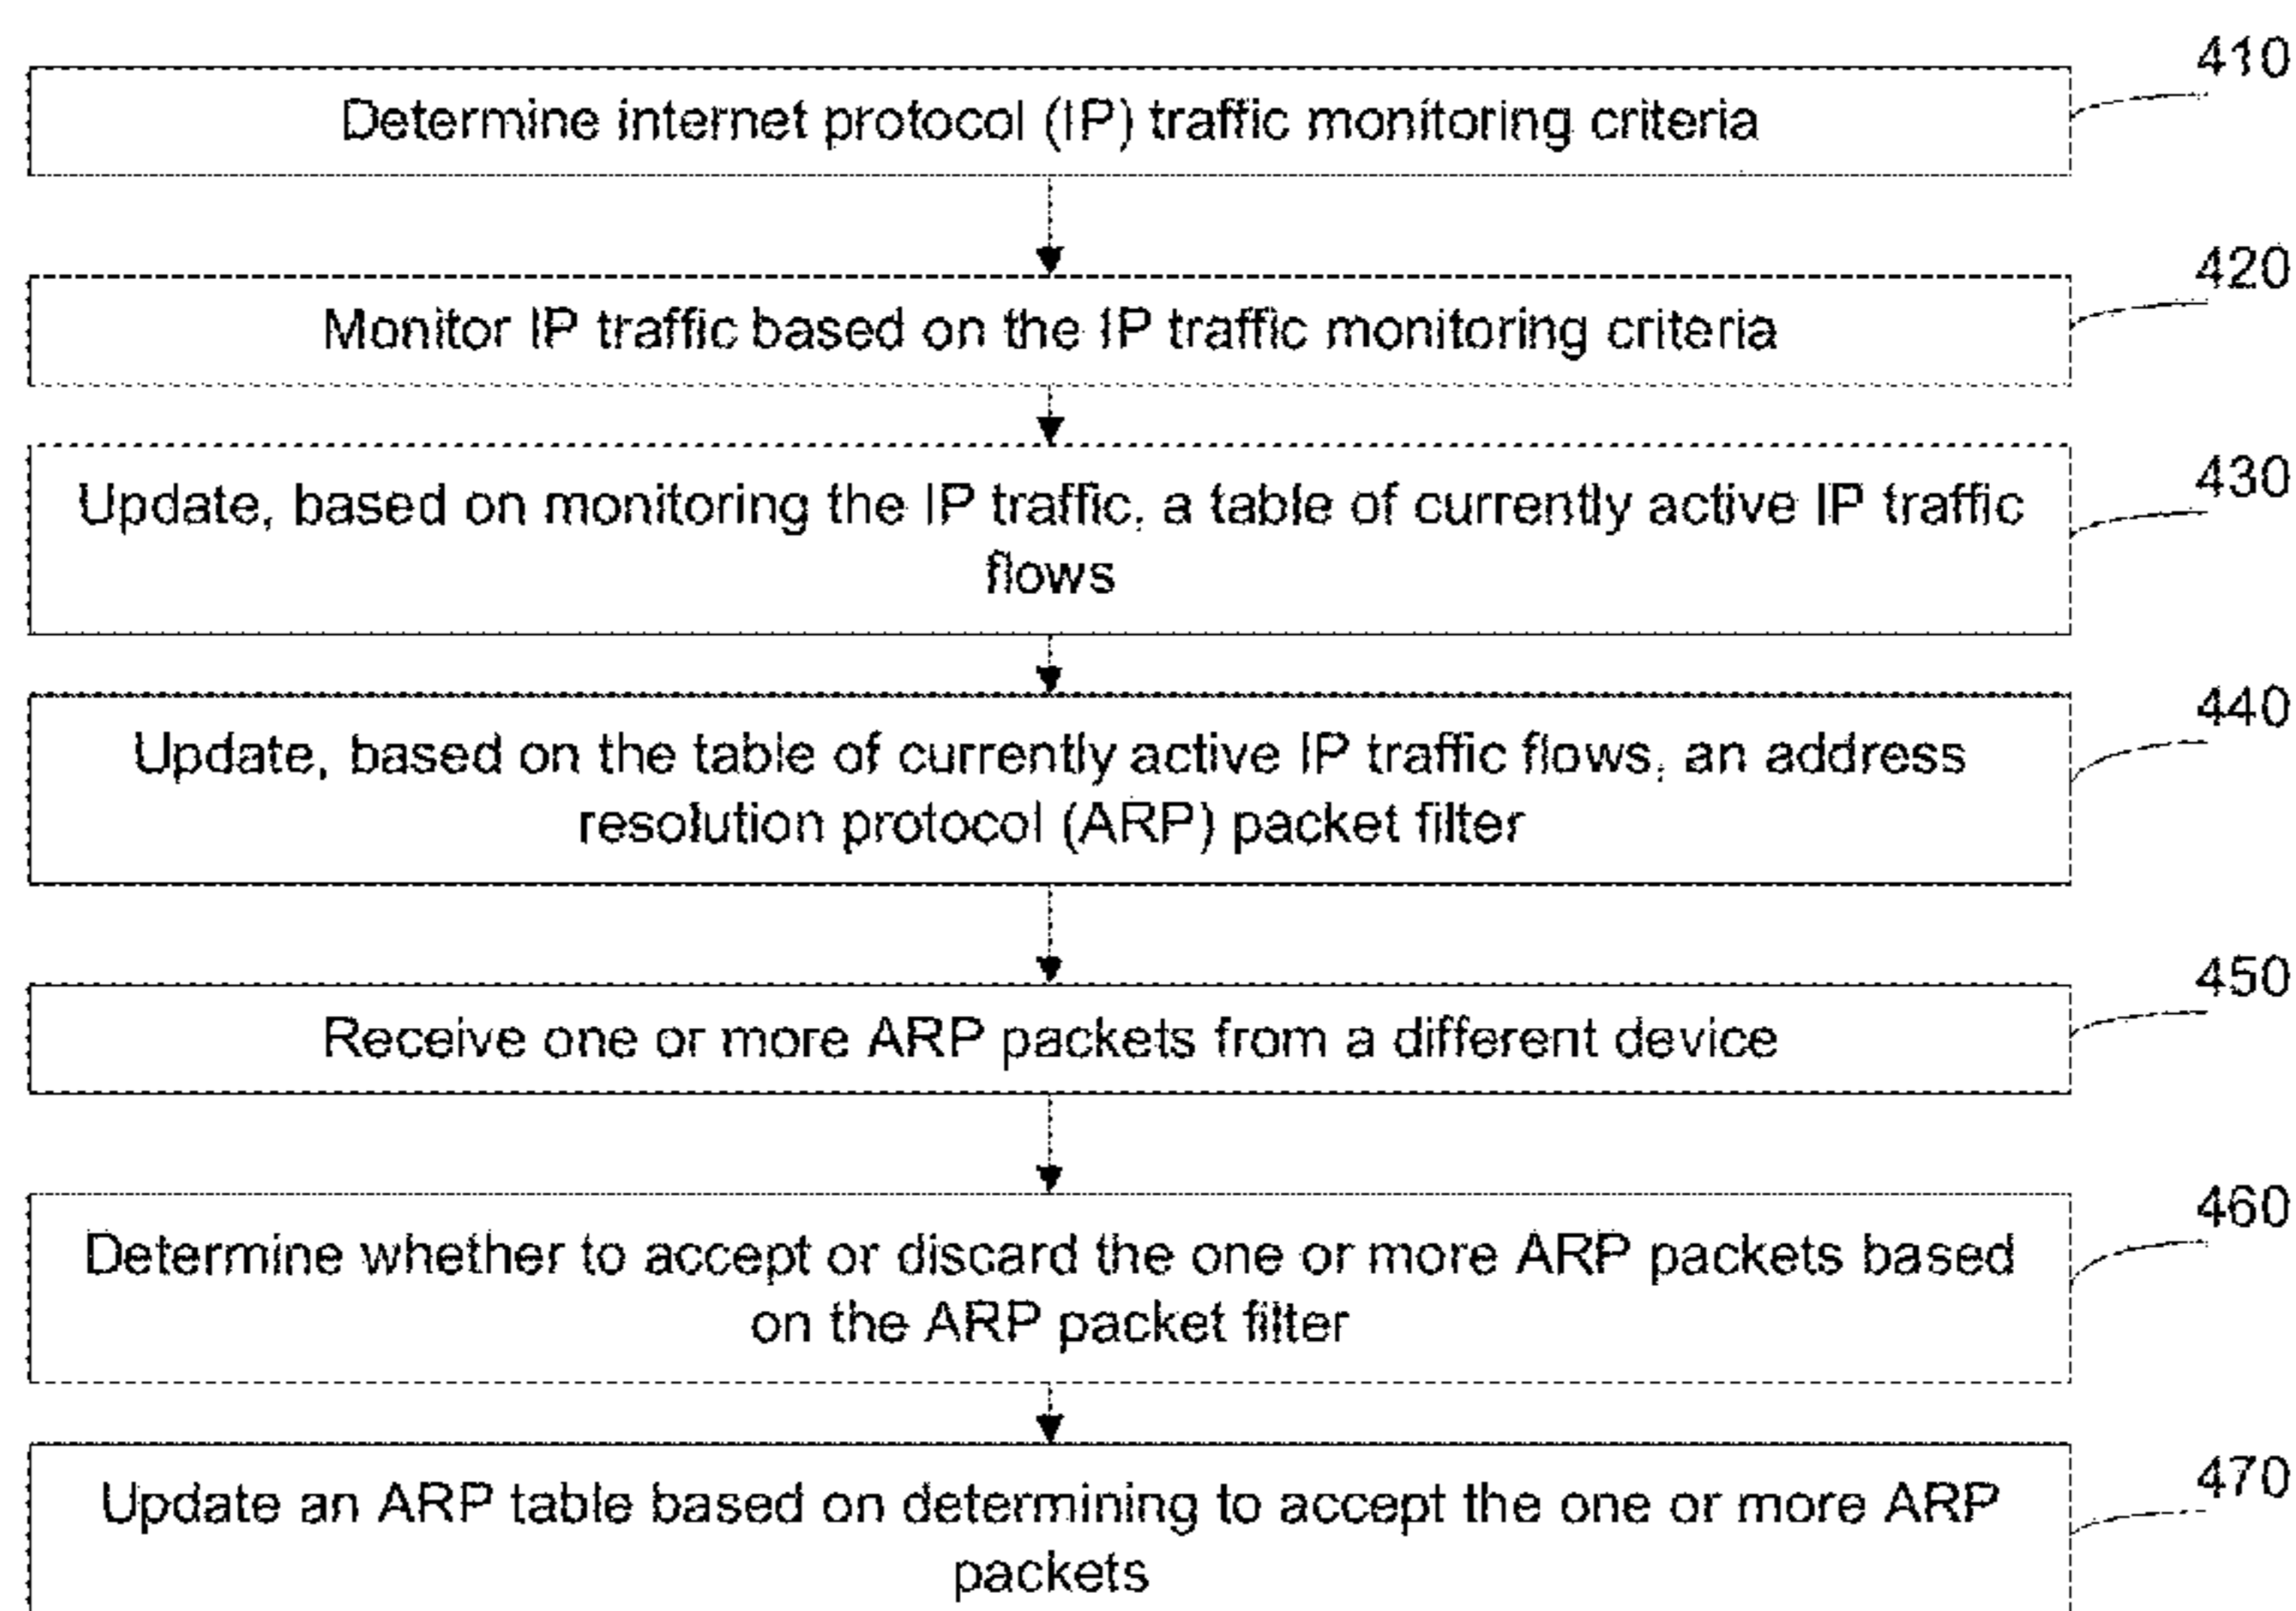 410
Determine internet protocol (IP) traffic monitoring criteria
420
Monitor IP traffic based on the IP traffic monitoring criteria
430
Update, based on monitoring the IP traffic, a table of currently active IP traffic
flows
440
Update, based on the table of currently active IP traffic flows, an address
resolution protocol (ARP) packet filter
450
Receive one or more ARP packets from a different device
460
Determine whether to accept or discard the one or more ARP packets based
on the ARP packet filter
470
Update an ARP table based on determining to accept the one or more ARP
packets